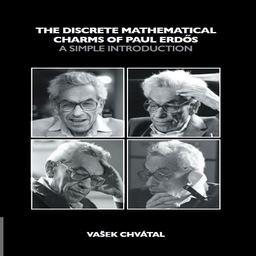 THE DISCRETE MATHEMATICAL
CHARMS OF PAUL ERDŐS
A SIMPLE INTRODUCTION
VAŠEK CHVÁTAL